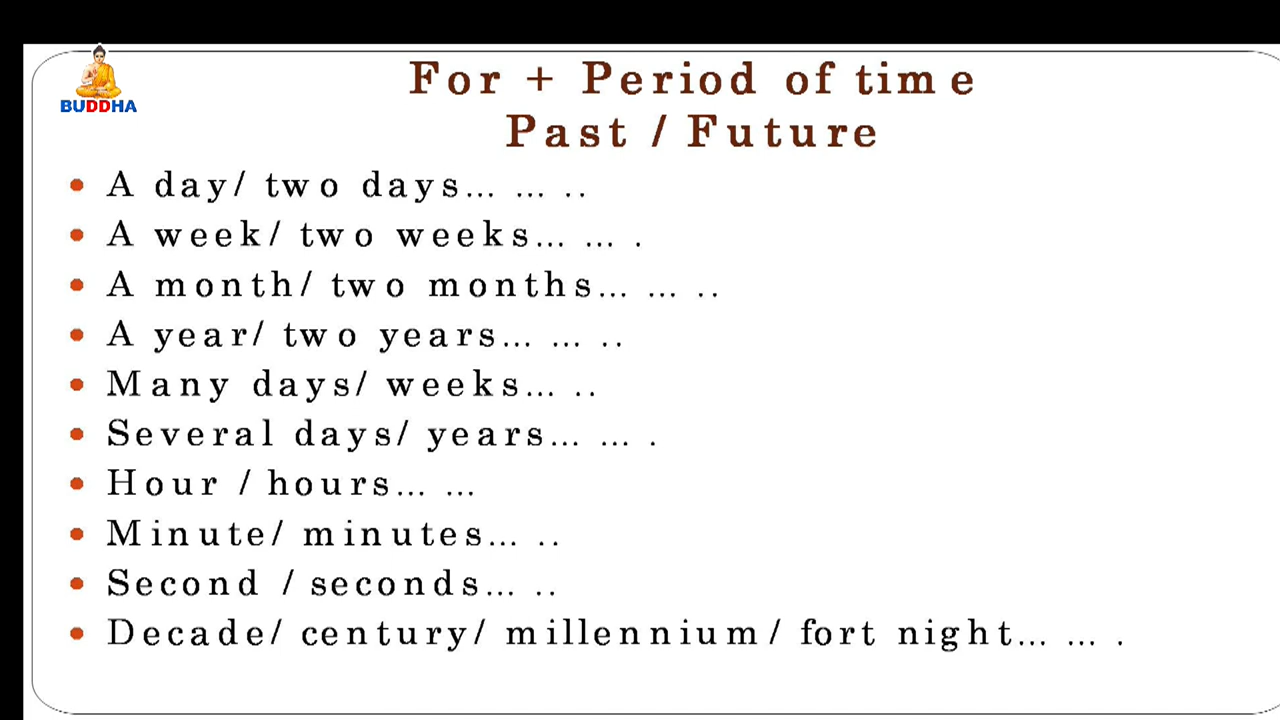 BUDDHA
For + Period of time
Past / Future
• A day/ two days... ... ..
• A week/ two weeks... ... .
• A month/ two months... ... ..
• A year/ two years... ... ..
• Many days/ weeks... ..
• Several days/ years... ... .
• Hour / hours... ...
• Minute/ minutes... ..
• Second / seconds... ..
• Decade/ century/ millennium/ fort night... ... .